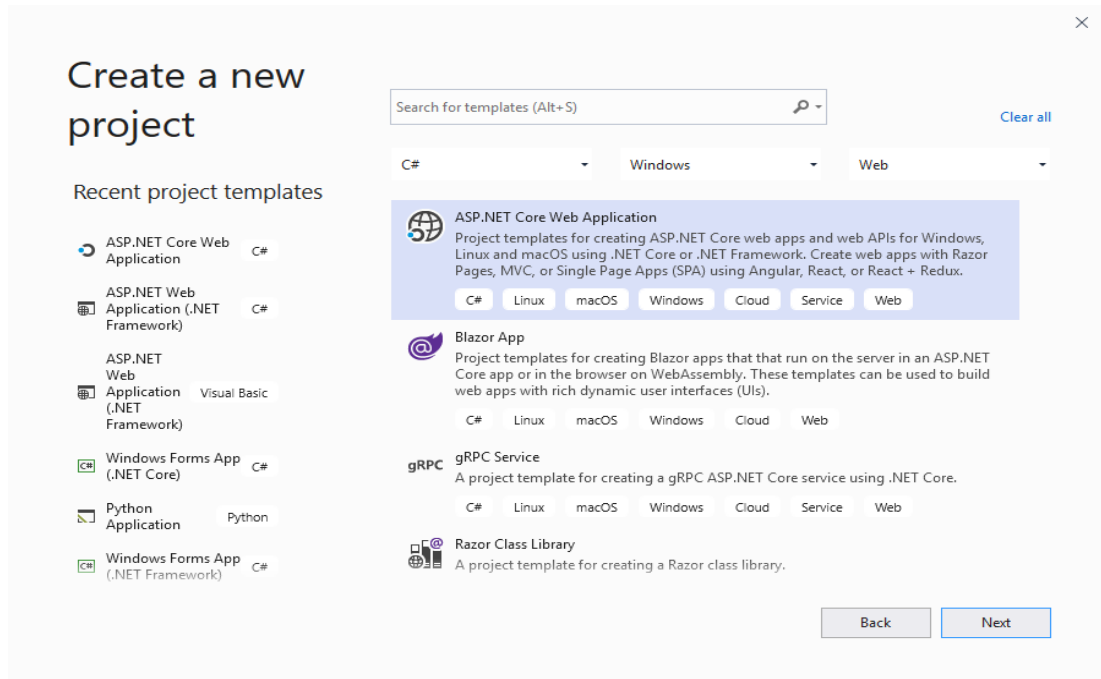 Create a new
project
Recent project templates
ASP.NET Core Web
Application
C#
ASP.NET Web
Application (.NET
Framework)
C#
ASP.NET
Web
Application
(.NET
Framework)
Visual Basic
Windows Forms App
(.NET Core)
C#
Python
Application
Python
Windows Forms App
(.NET Framework)
C#
Search for templates (Alt+S)
Clear all
C#
Windows
Web
ASP.NET Core Web Application
Project templates for creating ASP.NET Core web apps and web APIs for Windows,
Linux and macOS using .NET Core or .NET Framework. Create web apps with Razor
Pages, MVC, or Single Page Apps (SPA) using Angular, React, or React + Redux.
C# Linux macOS Windows Cloud Service Web
Blazor App
Project templates for creating Blazor apps that that run on the server in an ASP.NET
Core app or in the browser on WebAssembly. These templates can be used to build
web apps with rich dynamic user interfaces (UIs).
C# Linux macOS Windows Cloud Web
gRPC
gRPC Service
A project template for creating a gRPC ASP.NET Core service using .NET Core.
C# Linux macOS Windows Cloud Service Web
Razor Class Library
A project template for creating a Razor class library.
Back
Next